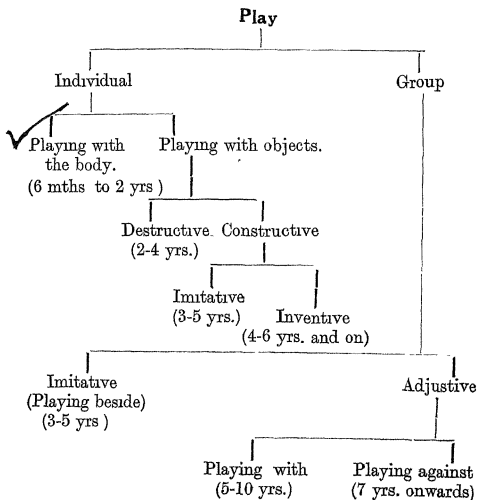 Play
Individual Group
Playing with Playing with objects.
the body.
(6 mths to 2 yrs)
Destructive Constructive
(2-4 yrs.)
Imitative
(3-5 yrs.) Inventive
(4-6 yrs. and on)
Imitative Adjustive
(Playing beside)
(3-5 yrs)
Playing with Playing against
(5-10 yrs.) (7 yrs. onwards)